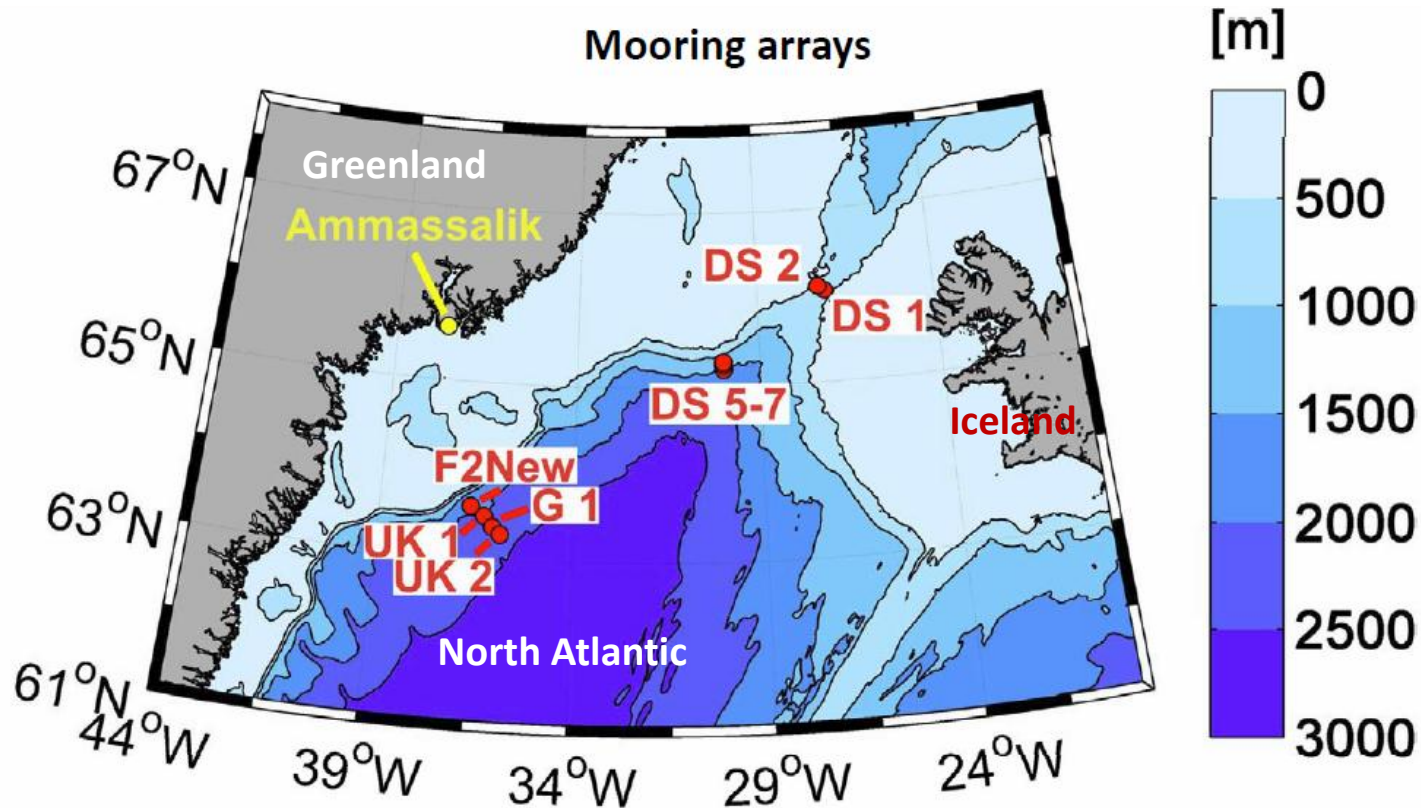 Mooring arrays
[m]
0
500
1000
1500
2000
2500
3000
67°N
65°N
63°N
61°N
44°W
39°W
34°W
29°W
24°W
Greenland
Ammassalik
DS 2
DS 1
DS 5-7
Iceland
F2New
G 1
UK 1
UK 2
North Atlantic